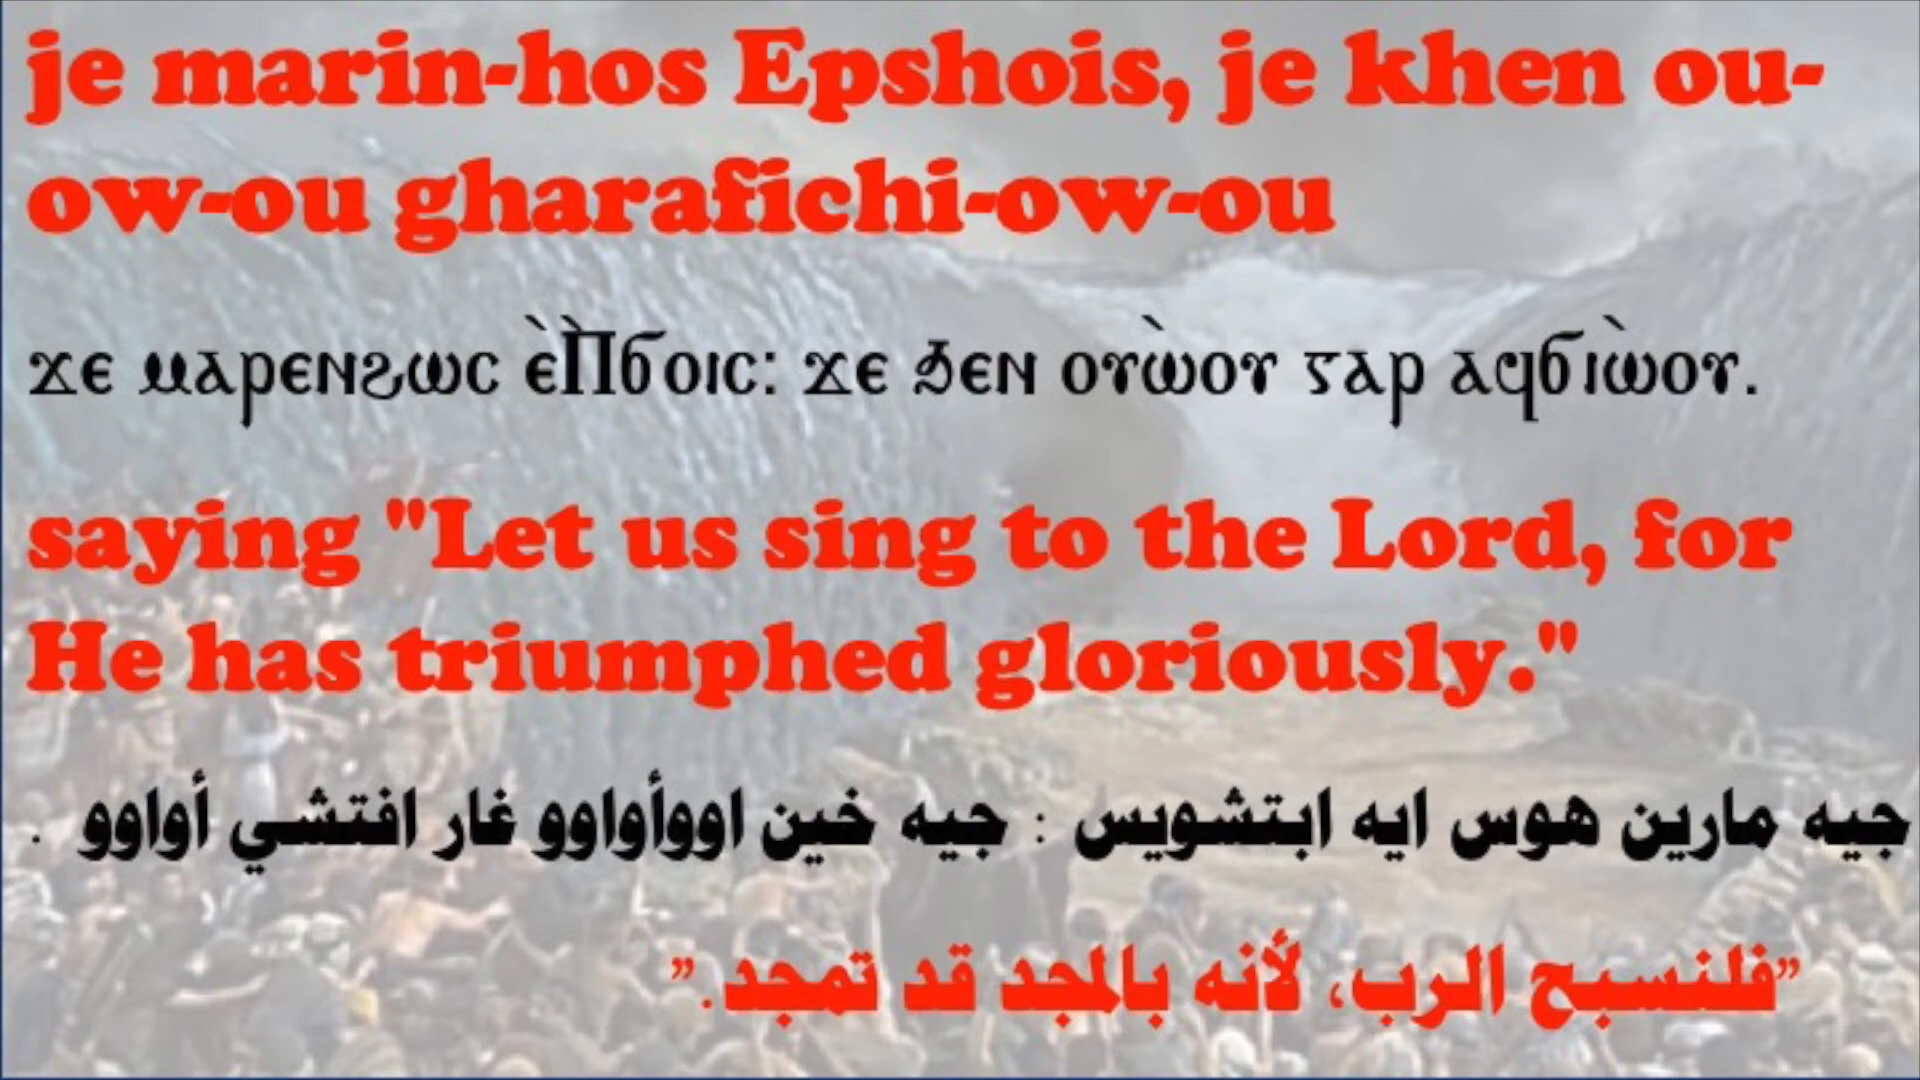 je marin-hos Epshois, je khen ou-
ow-ou gharafichi-ow-ou
ϫⲉ ⲙⲁⲣⲉⲛϩⲱⲥ ⲉ̀Ⲡ̀ϭⲟⲓⲥ: ϫⲉ ϧⲉⲛ ⲟⲩⲱ̀ⲟⲩ ⲅⲁⲣ ⲁϥϭⲓⲱ̀ⲟⲩ.
saying "Let us sing to the Lord, for
He has triumphed gloriously."
جيه مارين هوس ايه ابتشويس : جيه خين اووأواوو غار افتشي أواوو .
”فلنسبح الرب، لأنه بالمجد قد تمجد.”